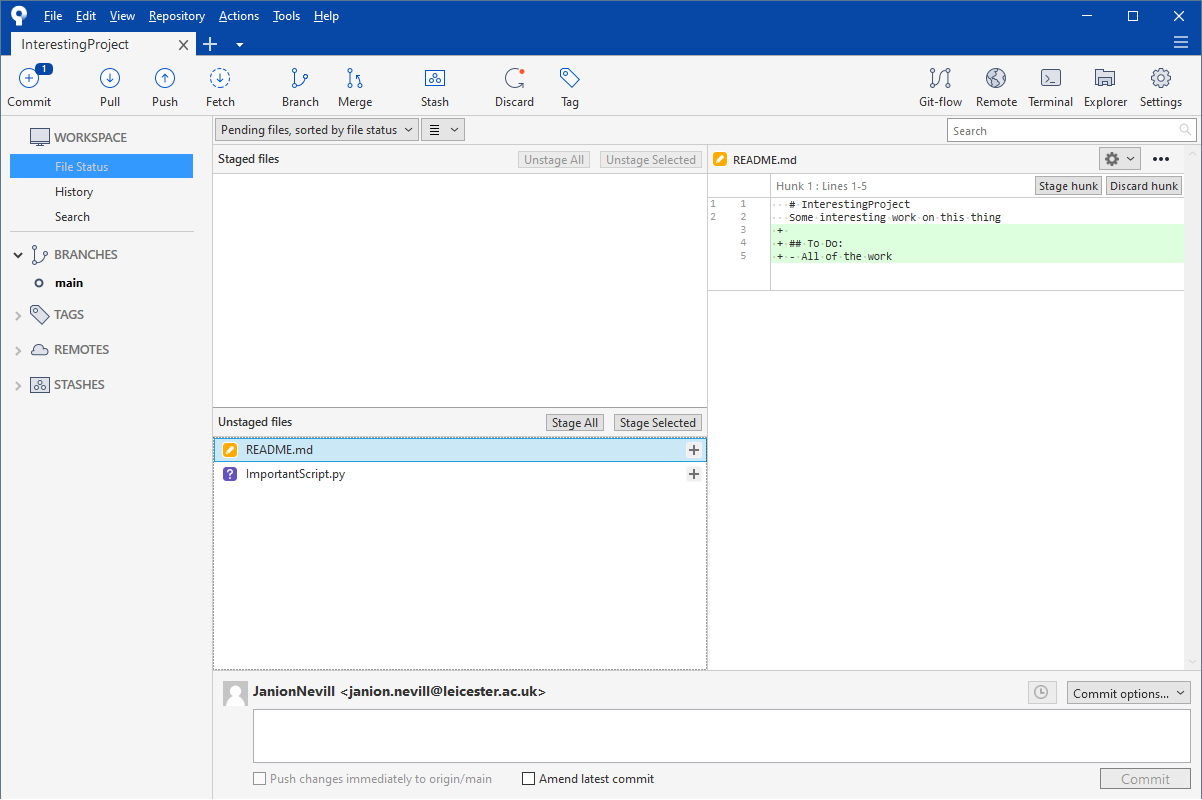 File Edit View Repository Actions Tools Help
InterestingProject
1
Commit Pull Push Fetch Branch Merge Stash Discard Tag Git-flow Remote Terminal Explorer Settings
WORKSPACE
File Status
History
Search
BRANCHES
main
TAGS
REMOTES
STASHES
Pending files, sorted by file status
Search
Staged files Unstage All Unstage Selected
Unstaged files Stage All Stage Selected
README.md
ImportantScript.py
README.md
Hunk 1 : Lines 1-5 Stage hunk Discard hunk
1 1 # InterestingProject
2 2 Some interesting work on this thing
3 +
4 + ## To Do:
5 + - All of the work
JanionNevill <janion.nevill@leicester.ac.uk>
Commit options...
Push changes immediately to origin/main Amend latest commit
Commit